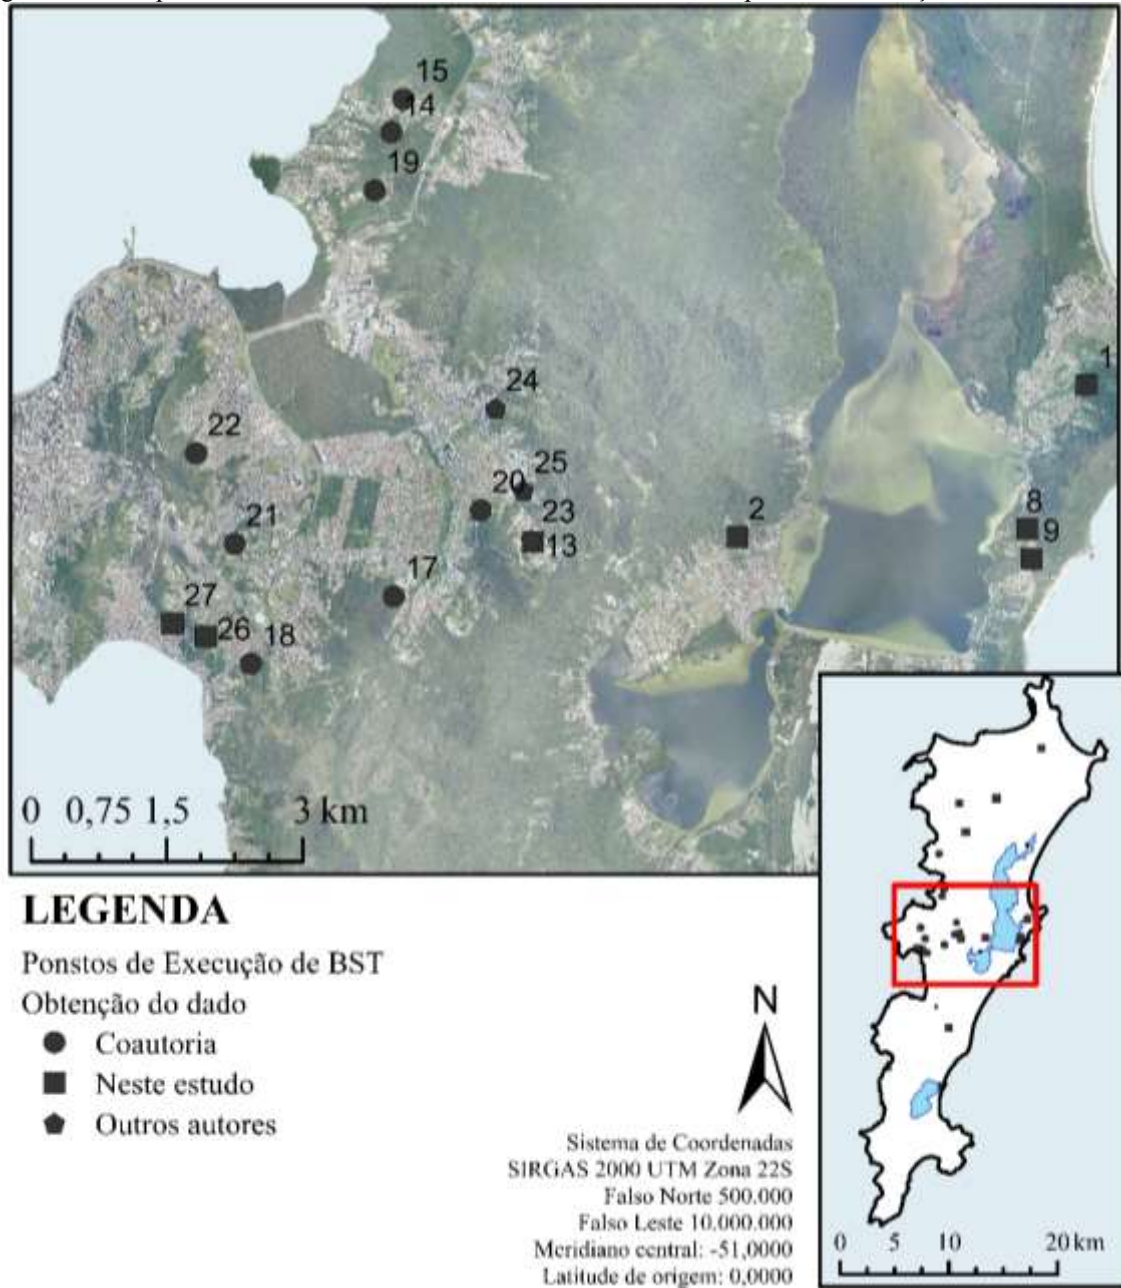 15
14
19
1
24
22
25
20
8
2
23
9
21
13
17
27
26
18
0 0,75 1,5 3 km
LEGENDA
Ponstos de Execução de BST
Obtenção do dado
Coautoria
Neste estudo
Outros autores
N
Sistema de Coordenadas
SIRGAS 2000 UTM Zona 22S
Falso Norte 500.000
Falso Leste 10.000.000
Meridiano central: -51,0000
Latitude de origem: 0,0000
0 5 10 20 km